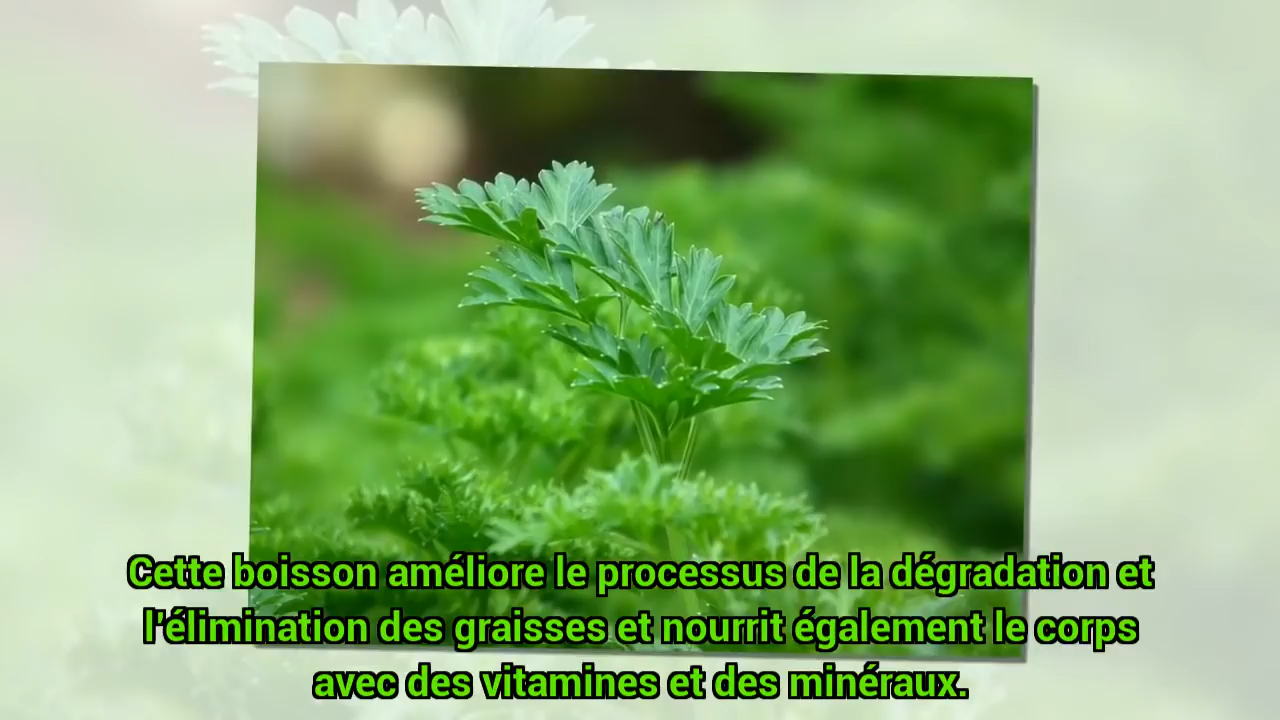 Cette boisson améliore le processus de la dégradation et
l'élimination des graisses et nourrit également le corps
avec des vitamines et des minéraux.